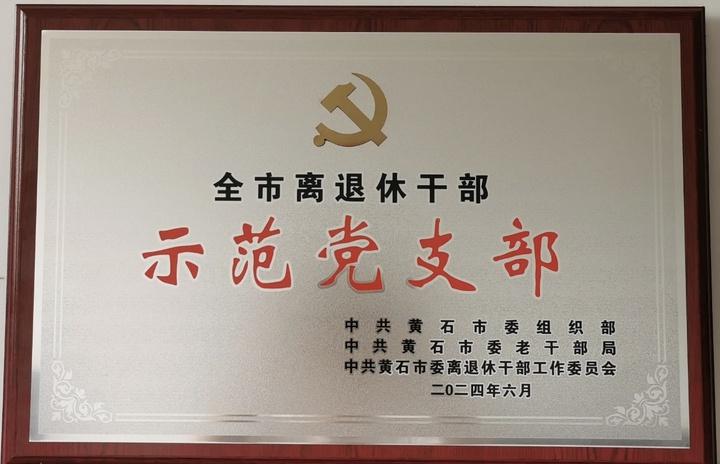 全市离退休干部
示范党支部
中共黄石市委组织部
中共黄石市委老干部局
中共黄石市委离退休干部工作委员会
二0二四年六月